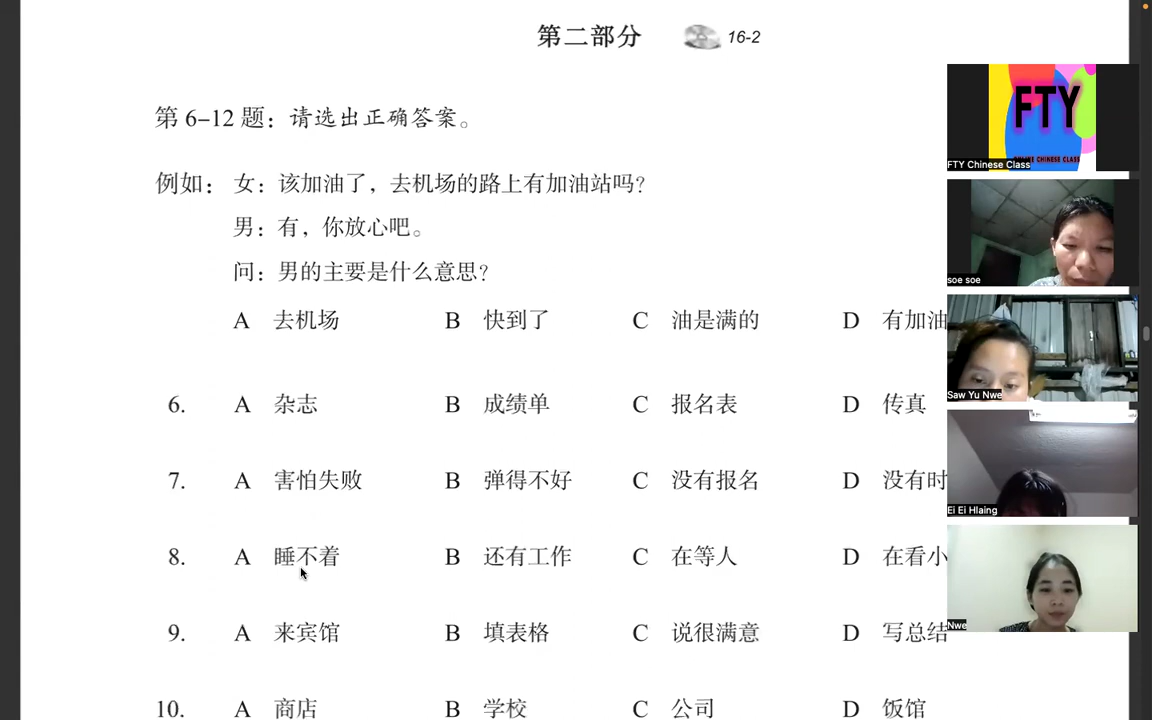 第二部分 16-2
第 6–12 题：请选出正确答案。
例如：女：该加油了，去机场的路上有加油站吗？
男：有，你放心吧。
问：男的主要是什么意思？
A 去机场 B 快到了 C 油是满的 D 有加油
6. A 杂志 B 成绩单 C 报名表 D 传真
7. A 害怕失败 B 弹得不好 C 没有报名 D 没有时
8. A 睡不着 B 还有工作 C 在等人 D 在看小
9. A 来宾馆 B 填表格 C 说很满意 D 写总结
10. A 商店 B 学校 C 公司 D 饭馆
FTY
CHINESE CLASS
FTY Chinese Class
soe soe
Saw Yu Nwe
Ei Ei Hlaing
Nwe